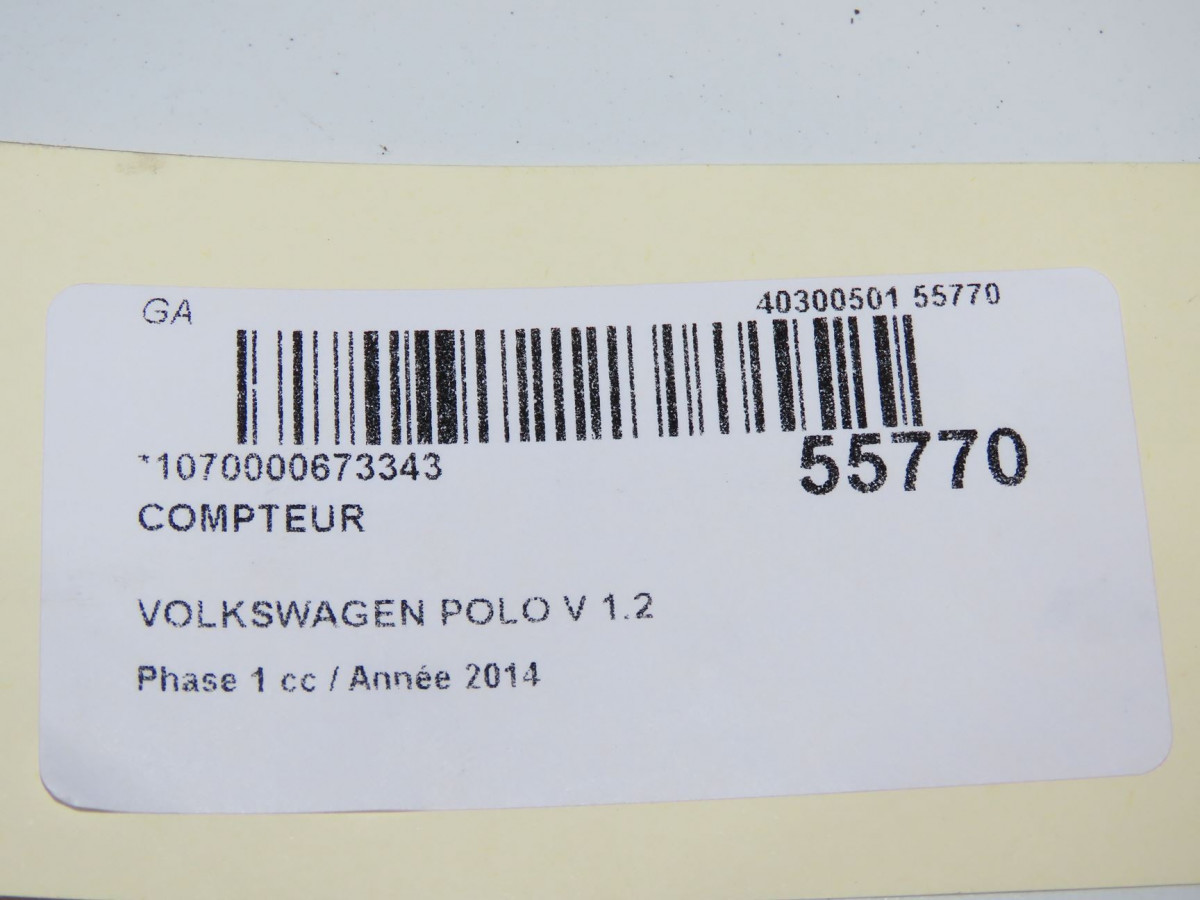 GA 40300501 55770
*1070000673343 55770
COMPTEUR
VOLKSWAGEN POLO V 1.2
Phase 1 cc / Année 2014